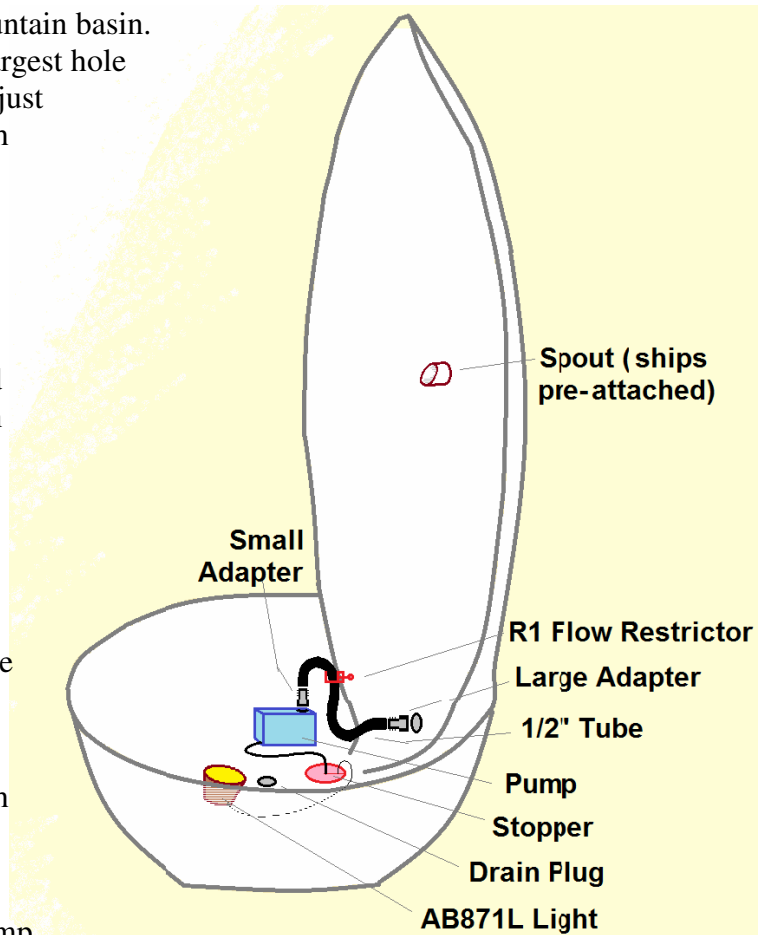 untain basin.
argest hole
just
Spout (ships
pre-attached)
Small
Adapter
R1 Flow Restrictor
Large Adapter
1/2" Tube
Pump
Stopper
Drain Plug
AB871L Light